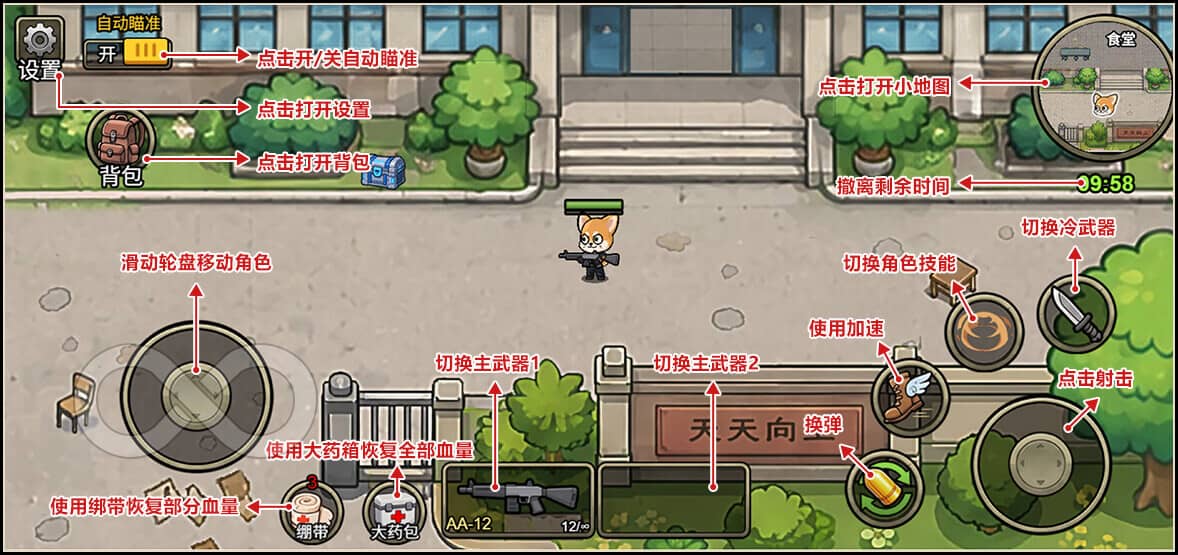 自动瞄准
开
点击开/关自动瞄准
设置
点击打开设置
背包
点击打开背包
食堂
点击打开小地图
天天向上
撤离剩余时间
09:58
切换冷武器
切换角色技能
滑动轮盘移动角色
使用加速
切换主武器1
切换主武器2
点击射击
天天向上
换弹
使用大药箱恢复全部血量
使用绑带恢复部分血量
3
绷带
大药包
AA-12
12/∞